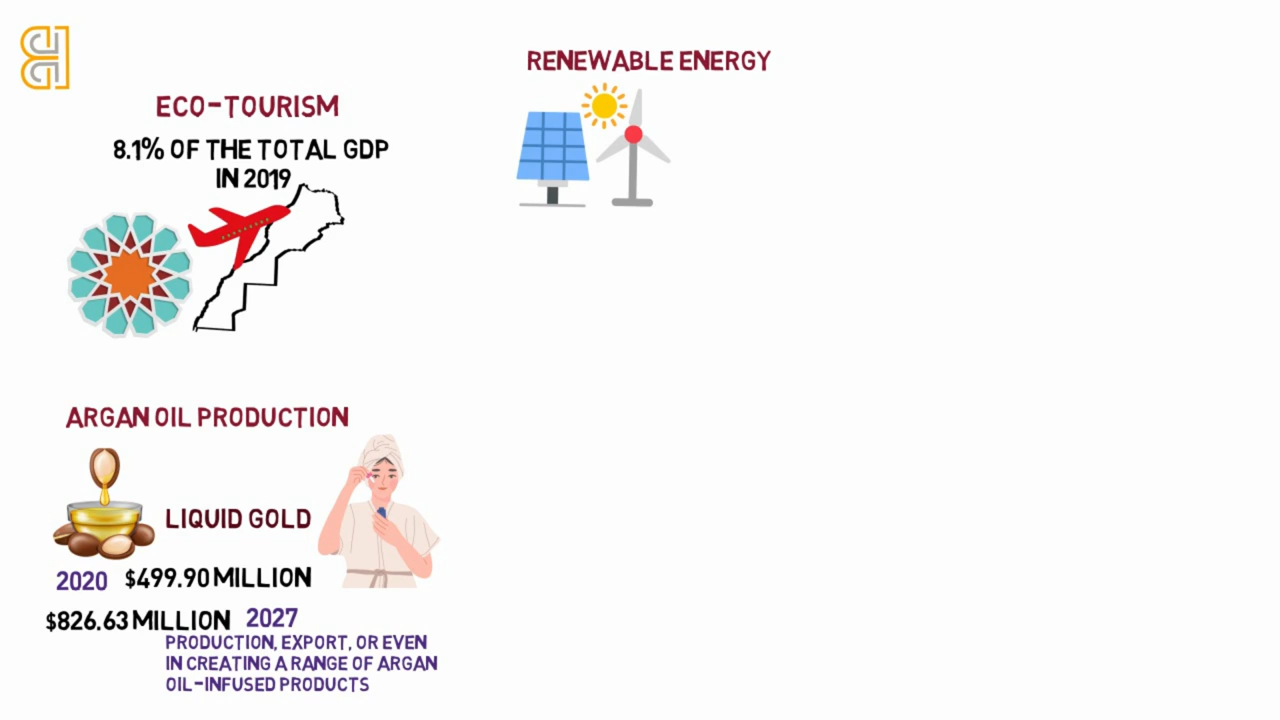 RENEWABLE ENERGY
ECO-TOURISM
8.1% OF THE TOTAL GDP
IN 2019
ARGAN OIL PRODUCTION
LIQUID GOLD
2020 $499.90 MILLION
$826.63 MILLION 2027
PRODUCTION, EXPORT, OR EVEN
IN CREATING A RANGE OF ARGAN
OIL-INFUSED PRODUCTS